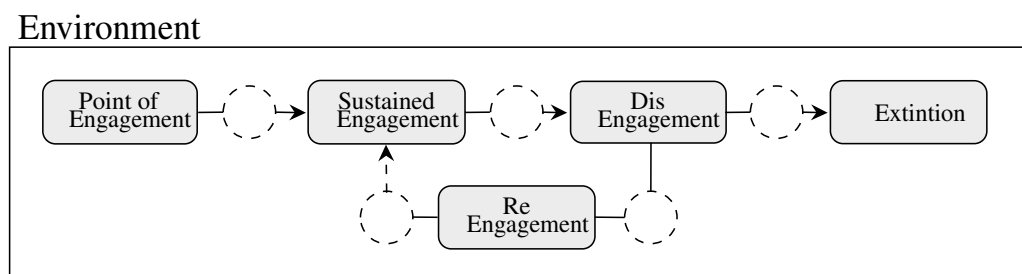 Environment
Point of
Engagement
Sustained
Engagement
Dis
Engagement
Extintion
Re
Engagement